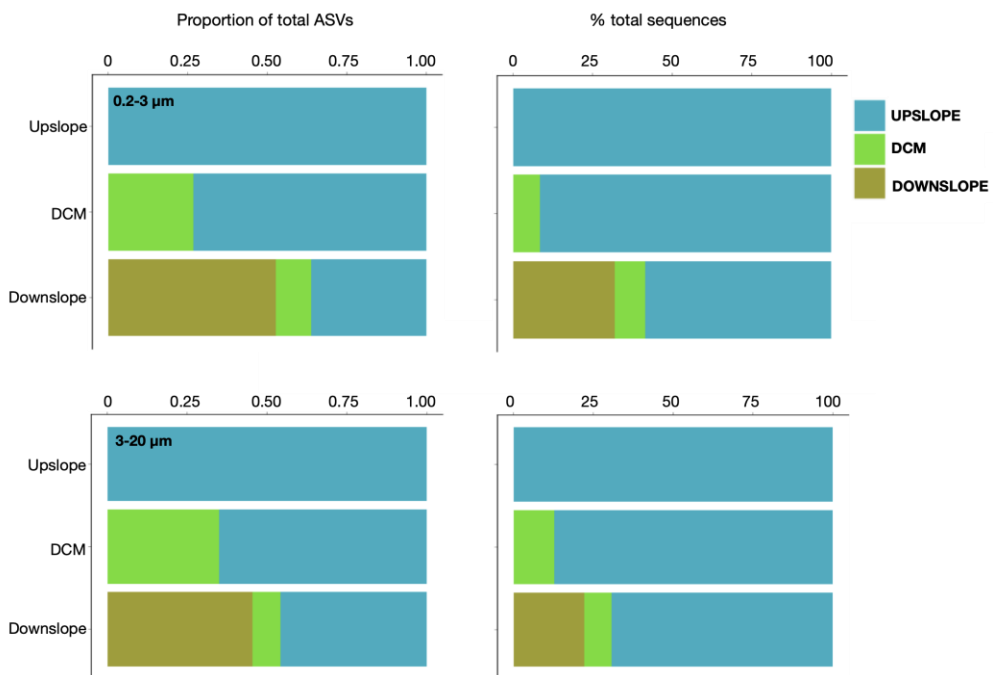 Proportion of total ASVs
% total sequences
0 0.25 0.50 0.75 1.00
0 25 50 75 100
0.2-3 µm
Upslope
DCM
Downslope
UPSLOPE
DCM
DOWNSLOPE
0 0.25 0.50 0.75 1.00
0 25 50 75 100
3-20 µm
Upslope
DCM
Downslope